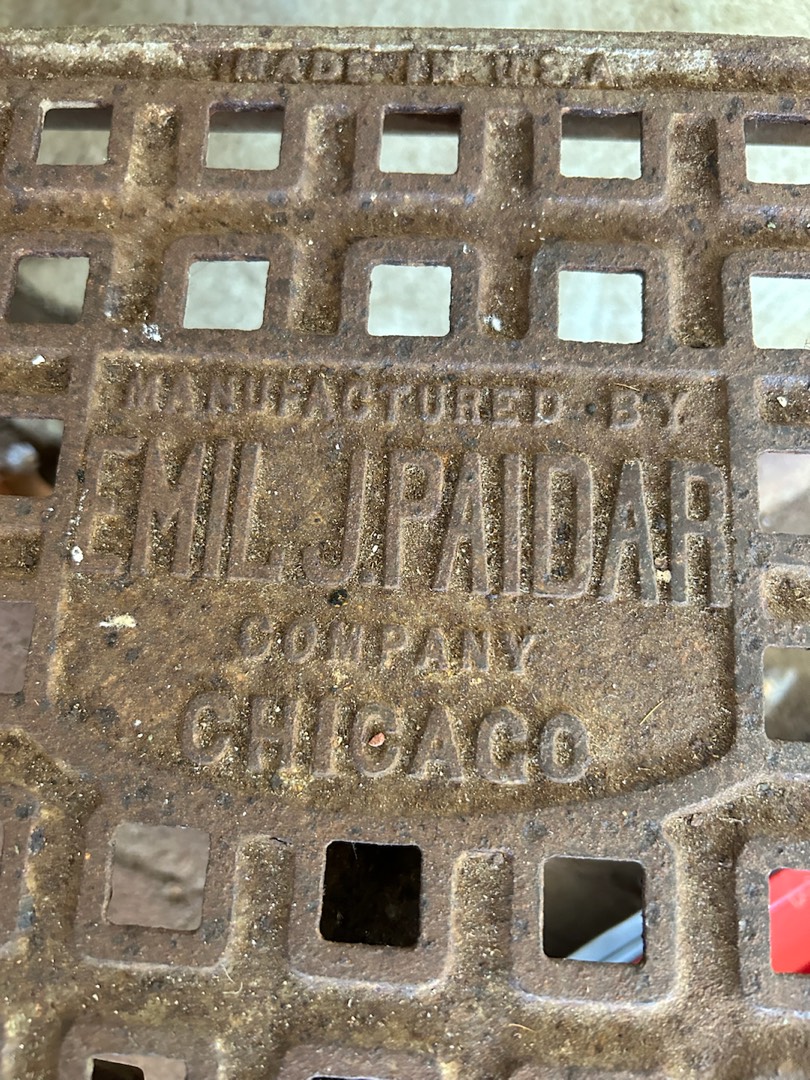 MADE IN U.S.A.
MANUFACTURED BY
EMIL J. PAIDAR
COMPANY
CHICAGO